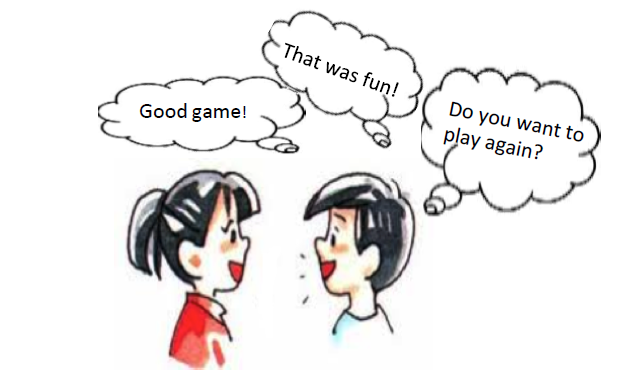 Good game!
That was fun!
Do you want to
play again?